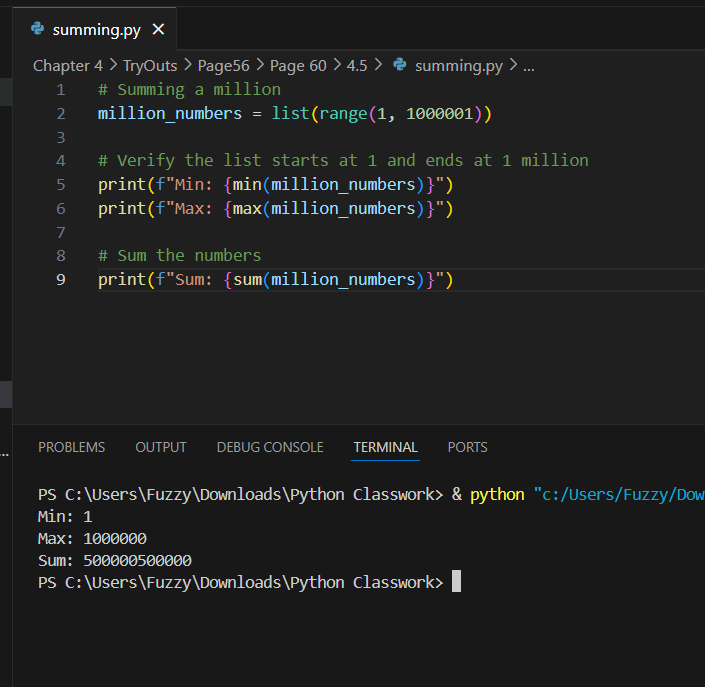 summing.py
Chapter 4 > TryOuts > Page56 > Page 60 > 4.5 > summing.py > ...
1 # Summing a million
2 million_numbers = list(range(1, 1000001))
3
4 # Verify the list starts at 1 and ends at 1 million
5 print(f"Min: {min(million_numbers)}")
6 print(f"Max: {max(million_numbers)}")
7
8 # Sum the numbers
9 print(f"Sum: {sum(million_numbers)}")
... PROBLEMS OUTPUT DEBUG CONSOLE TERMINAL PORTS
PS C:\Users\Fuzzy\Downloads\Python Classwork> & python "c:/Users/Fuzzy/Dow
Min: 1
Max: 1000000
Sum: 500000500000
PS C:\Users\Fuzzy\Downloads\Python Classwork>